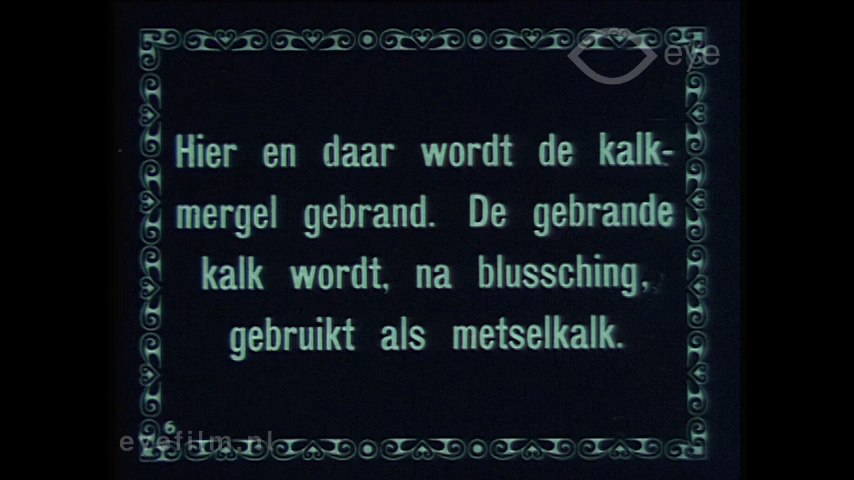 eye
Hier en daar wordt de kalk-
mergel gebrand. De gebrande
kalk wordt, na blussching,
gebruikt als metselkalk.
6
eyefilm.nl